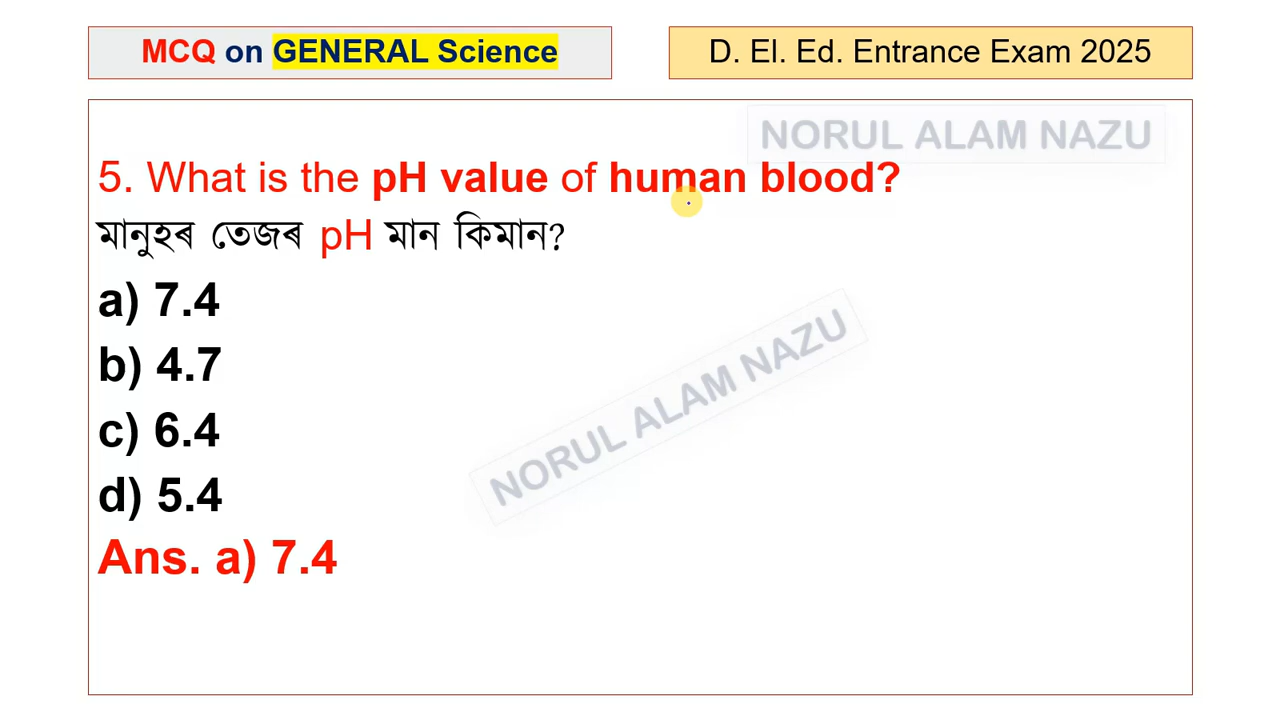 MCQ on GENERAL Science
D. El. Ed. Entrance Exam 2025
NORUL ALAM NAZU
5. What is the pH value of human blood?
মানুহৰ তেজৰ pH মান কিমান?
a) 7.4
b) 4.7
c) 6.4
d) 5.4
NORUL ALAM NAZU
Ans. a) 7.4